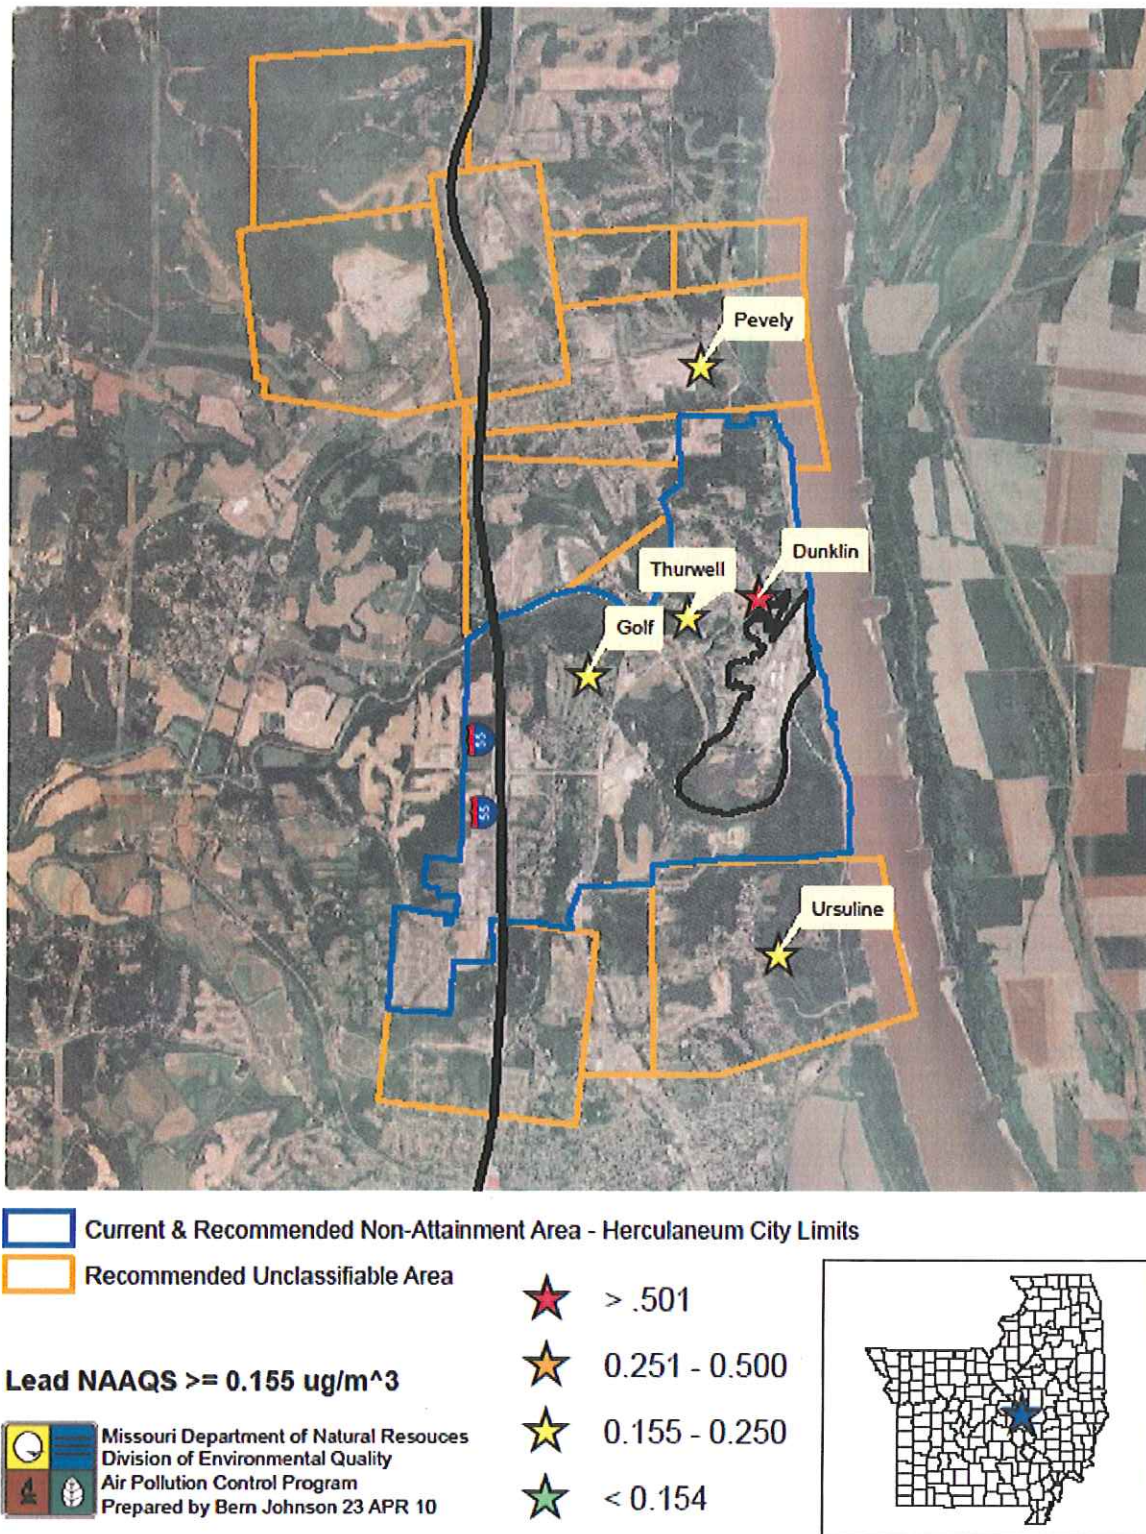 Pevely
Dunklin
Thurwell
Golf
55
55
Ursuline
Current & Recommended Non-Attainment Area - Herculaneum City Limits
Recommended Unclassifiable Area
> .501
0.251 - 0.500
0.155 - 0.250
< 0.154
Lead NAAQS >= 0.155 ug/m^3
Missouri Department of Natural Resouces
Division of Environmental Quality
Air Pollution Control Program
Prepared by Bern Johnson 23 APR 10